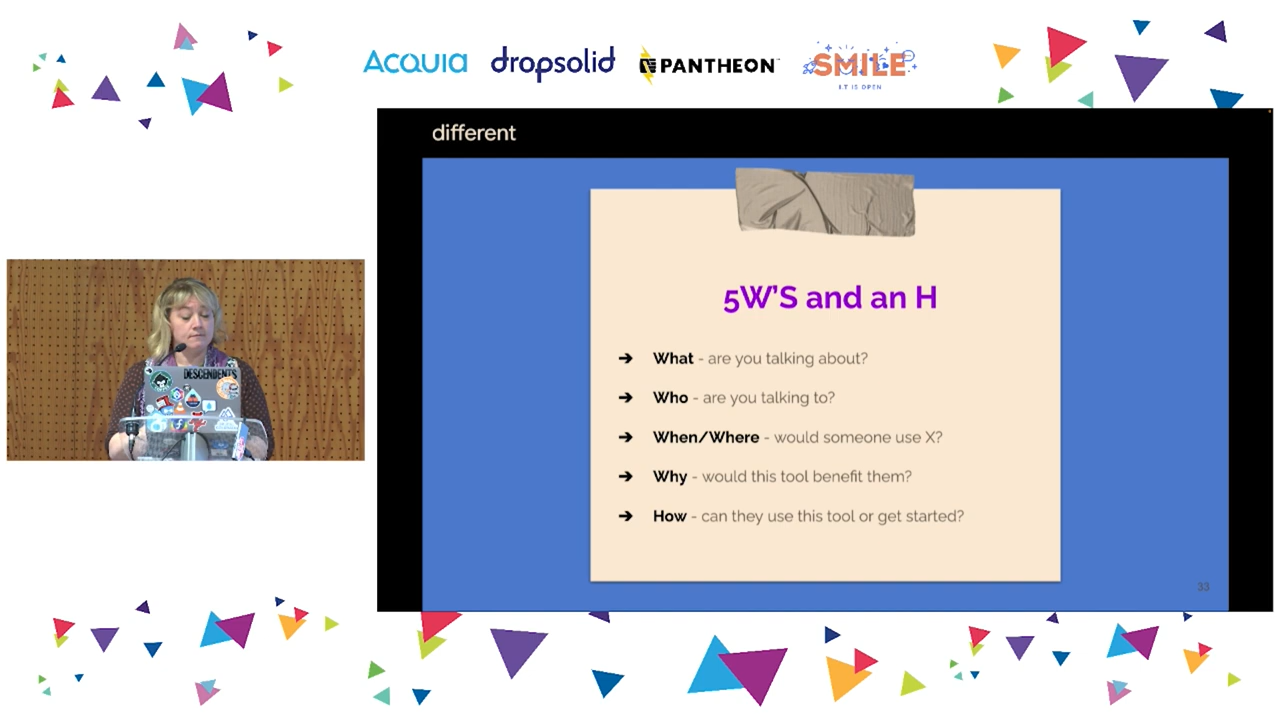 Acquia
dropsolid
PANTHEON
SMILE
I.T IS OPEN
different
5W'S and an H
➔ What - are you talking about?
➔ Who - are you talking to?
➔ When/Where - would someone use X?
➔ Why - would this tool benefit them?
➔ How - can they use this tool or get started?
33
DESCENDENTS